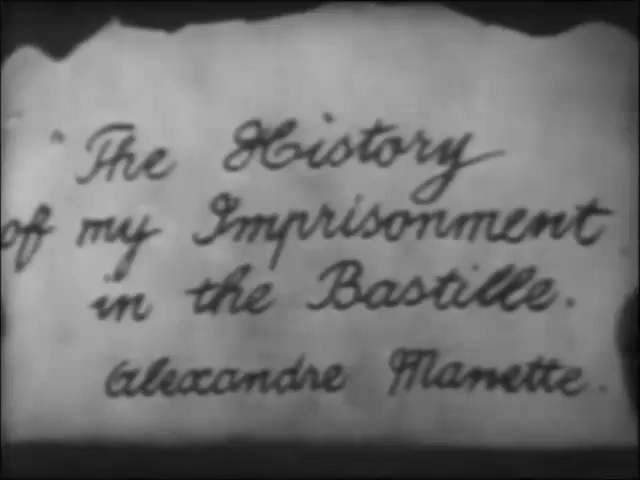 The History
of my Imprisonment
in the Bastille.
Alexandre Manette.